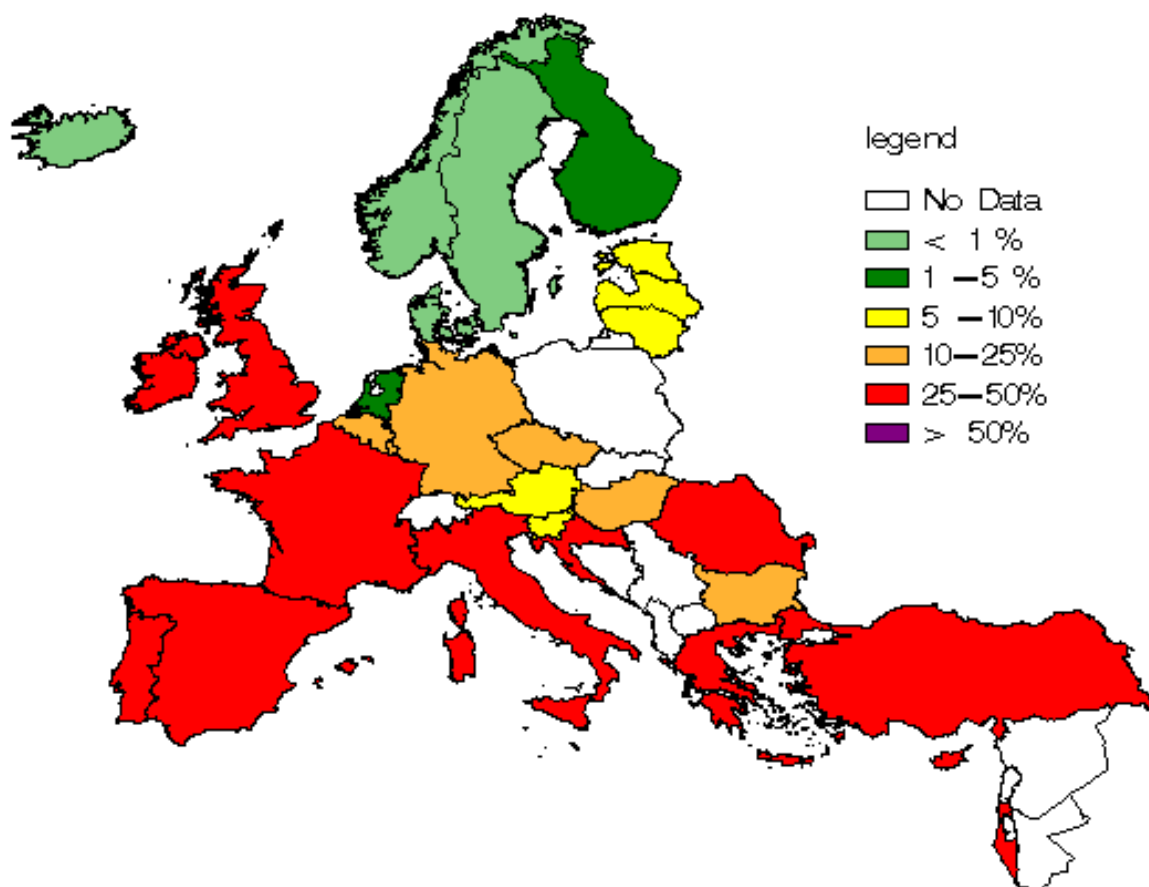 legend
No Data
< 1 %
1 –5 %
5 –10%
10–25%
25–50%
> 50%